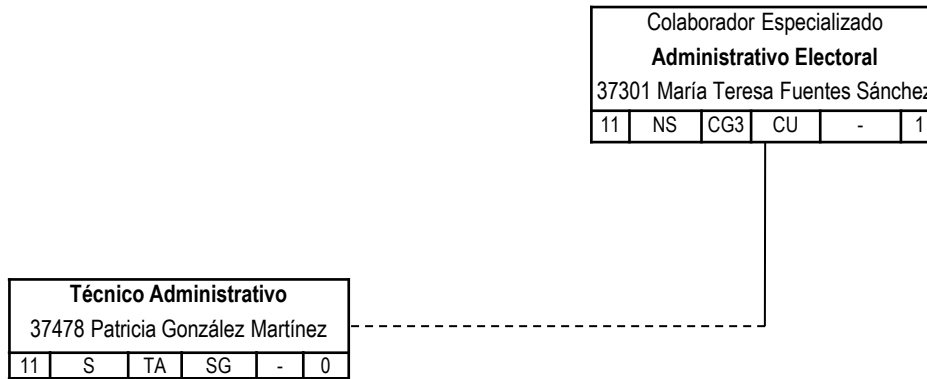 Colaborador Especializado
Administrativo Electoral
37301 María Teresa Fuentes Sánchez
11 NS CG3 CU - 1
Técnico Administrativo
37478 Patricia González Martínez
11 S TA SG - 0